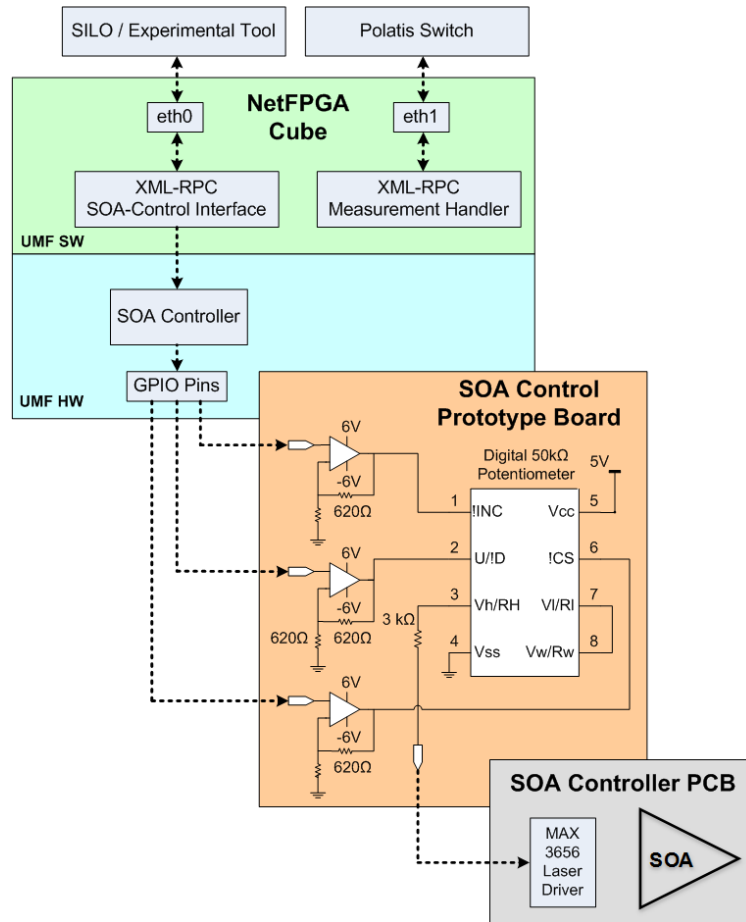 SILO / Experimental Tool
Polatis Switch
NetFPGA
Cube
eth0
eth1
XML-RPC
SOA-Control Interface
XML-RPC
Measurement Handler
UMF SW
SOA Controller
GPIO Pins
UMF HW
SOA Control
Prototype Board
6V
-6V
620Ω
Digital 50kΩ
Potentiometer
5V
1
!INC
Vcc
5
2
U/!D
!CS
6
3
Vh/RH
Vl/Rl
7
4
Vss
Vw/Rw
8
3 kΩ
6V
-6V
620Ω
620Ω
6V
-6V
620Ω
SOA Controller PCB
MAX
3656
Laser
Driver
SOA